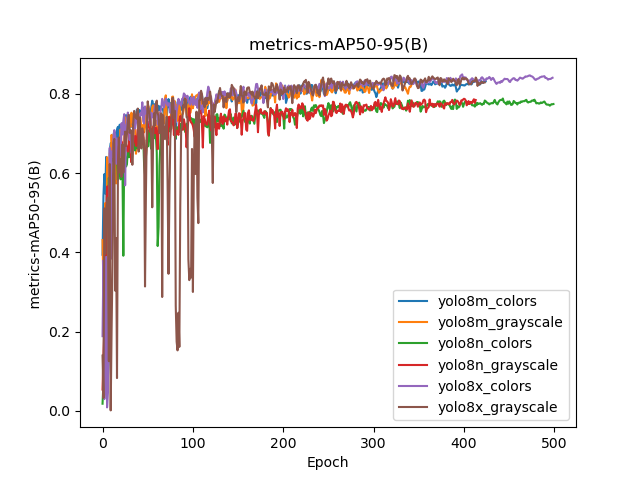 metrics-mAP50-95(B)
metrics-mAP50-95(B)
0.8
0.6
0.4
0.2
0.0
0 100 200 300 400 500
Epoch
yolo8m_colors
yolo8m_grayscale
yolo8n_colors
yolo8n_grayscale
yolo8x_colors
yolo8x_grayscale